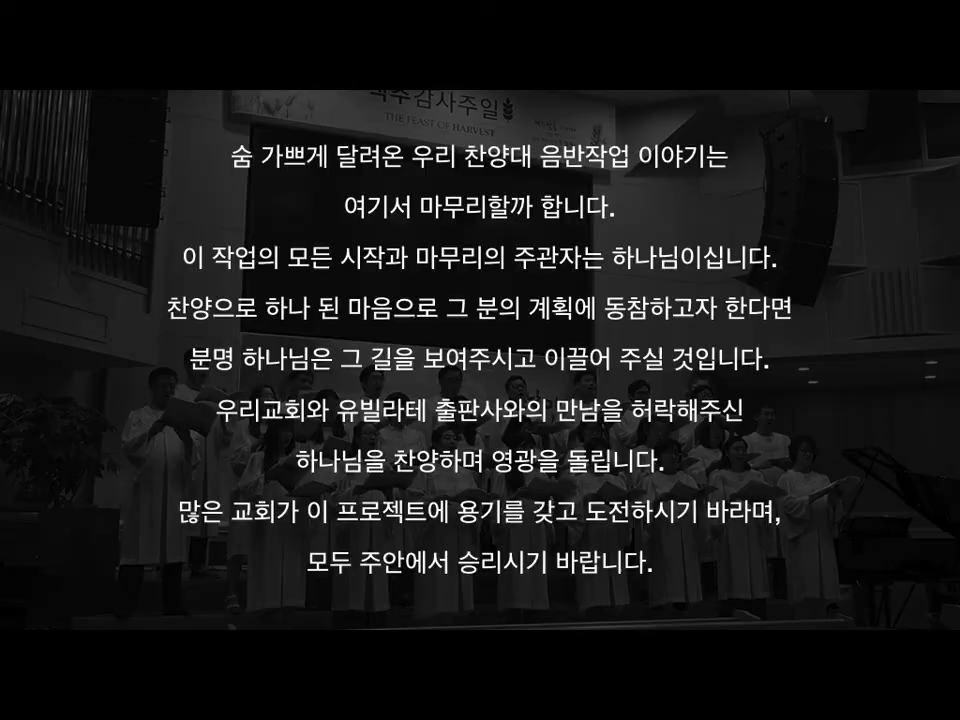 감사주일
THE FEAST OF HARVEST
숨 가쁘게 달려온 우리 찬양대 음반작업 이야기는
여기서 마무리할까 합니다.
이 작업의 모든 시작과 마무리의 주관자는 하나님이십니다.
찬양으로 하나 된 마음으로 그 분의 계획에 동참하고자 한다면
분명 하나님은 그 길을 보여주시고 이끌어 주실 것입니다.
우리교회와 유빌라테 출판사와의 만남을 허락해주신
하나님을 찬양하며 영광을 돌립니다.
많은 교회가 이 프로젝트에 용기를 갖고 도전하시기 바라며,
모두 주안에서 승리시기 바랍니다.